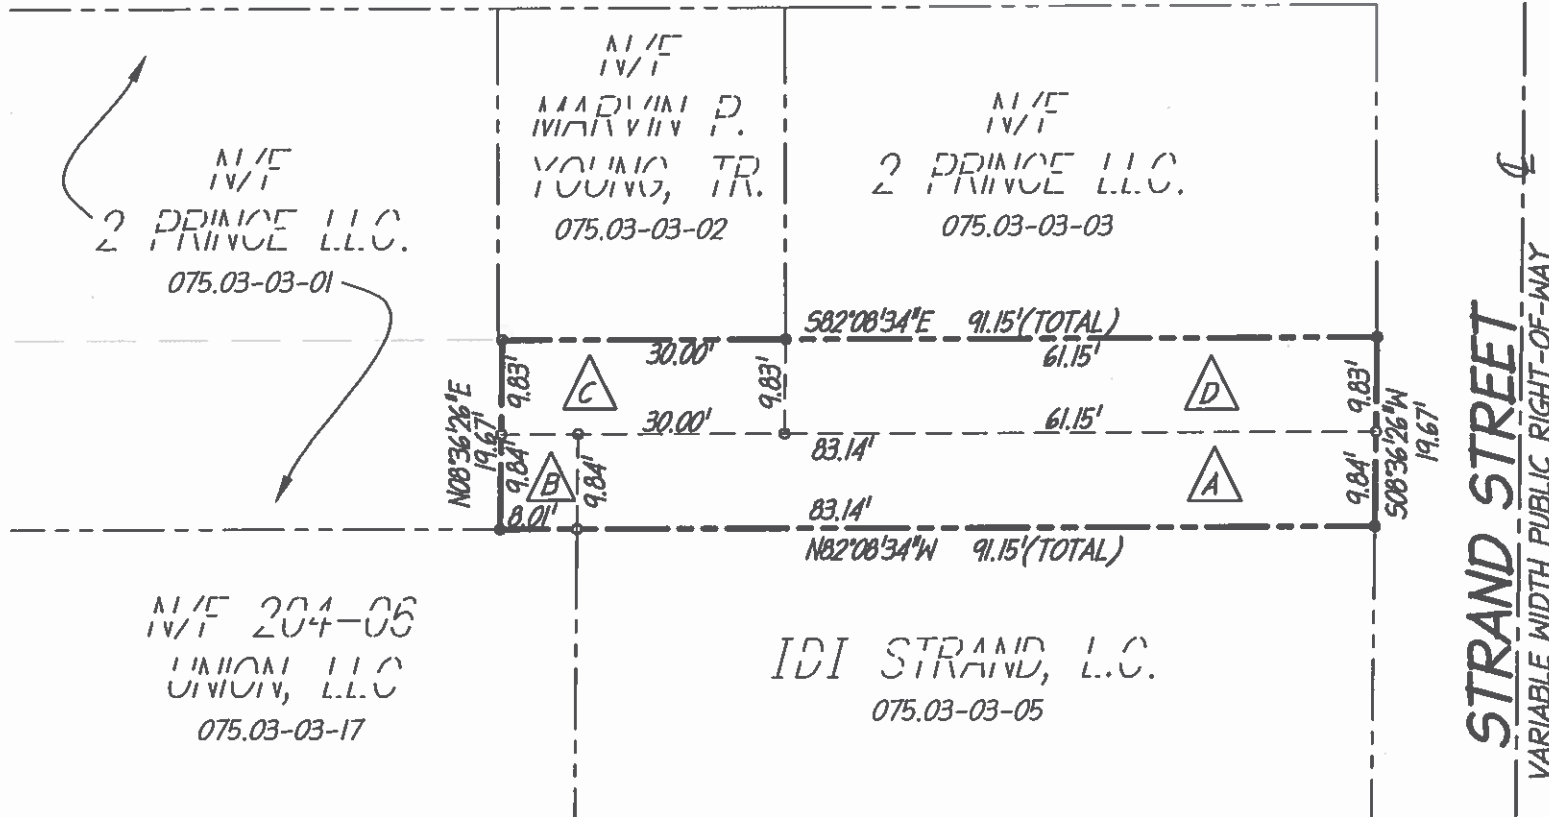 N/F
2 PRINCE LLC.
075.03-03-01
N/F
MARVIN P.
YOUNG, TR.
075.03-03-02
N/F
2 PRINCE LLC.
075.03-03-03
S82°08'34"E 91.15'(TOTAL)
30.00'
61.15'
9.83'
C
9.83'
D
9.83'
N08°36'26"E
19.67'
30.00'
61.15'
S08°36'26"W
19.67'
83.14'
9.84'
B
9.84'
A
9.84'
8.01'
83.14'
N82°08'34"W 91.15'(TOTAL)
N/F 204-06
UNION, LLC
075.03-03-17
IDI STRAND, L.C.
075.03-03-05
STRAND STREET
VARIABLE WIDTH PUBLIC RIGHT-OF-WAY
℄